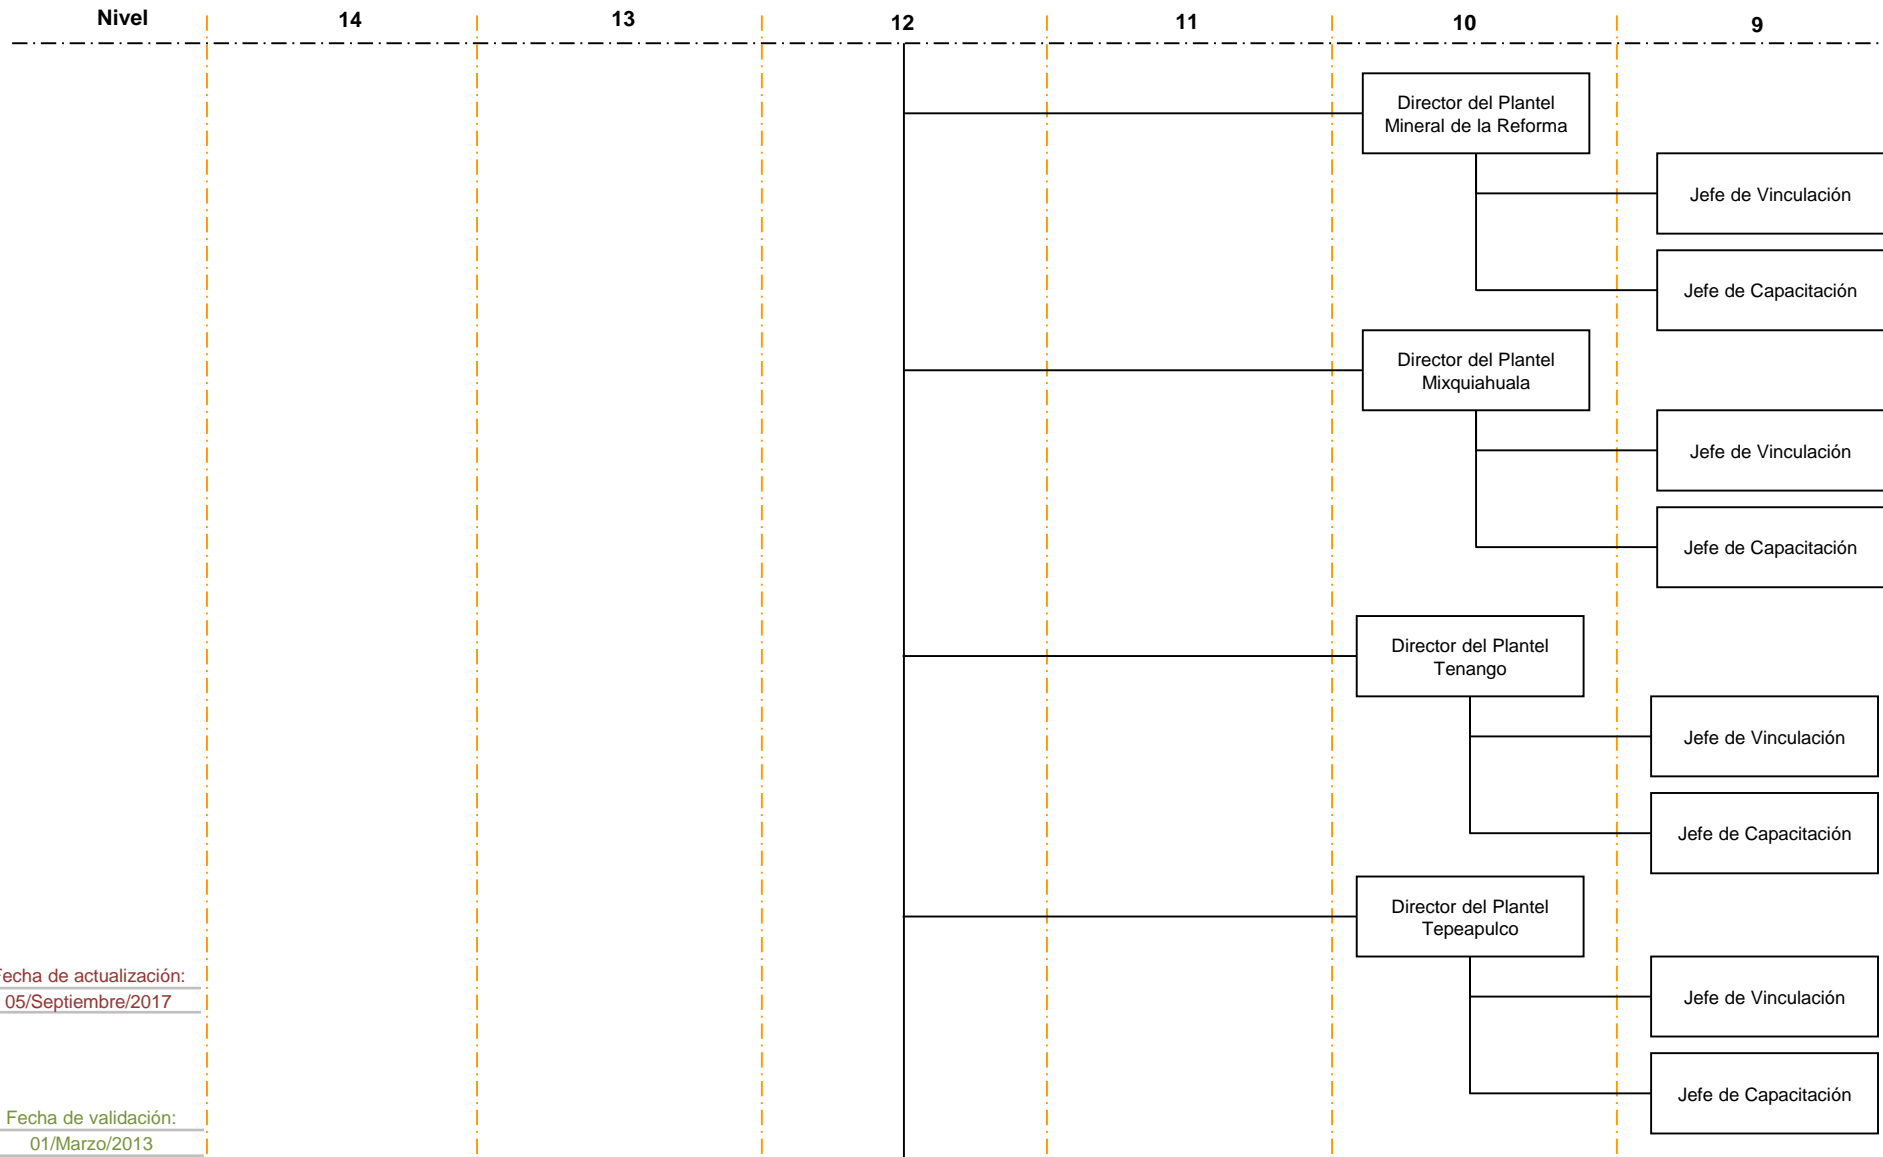 Nivel
14
13
12
11
10
9
Director del Plantel
Mineral de la Reforma
Jefe de Vinculación
Jefe de Capacitación
Director del Plantel
Mixquiahuala
Jefe de Vinculación
Jefe de Capacitación
Director del Plantel
Tenango
Jefe de Vinculación
Jefe de Capacitación
Director del Plantel
Tepeapulco
Jefe de Vinculación
Jefe de Capacitación
Fecha de actualización:
05/Septiembre/2017
Fecha de validación:
01/Marzo/2013